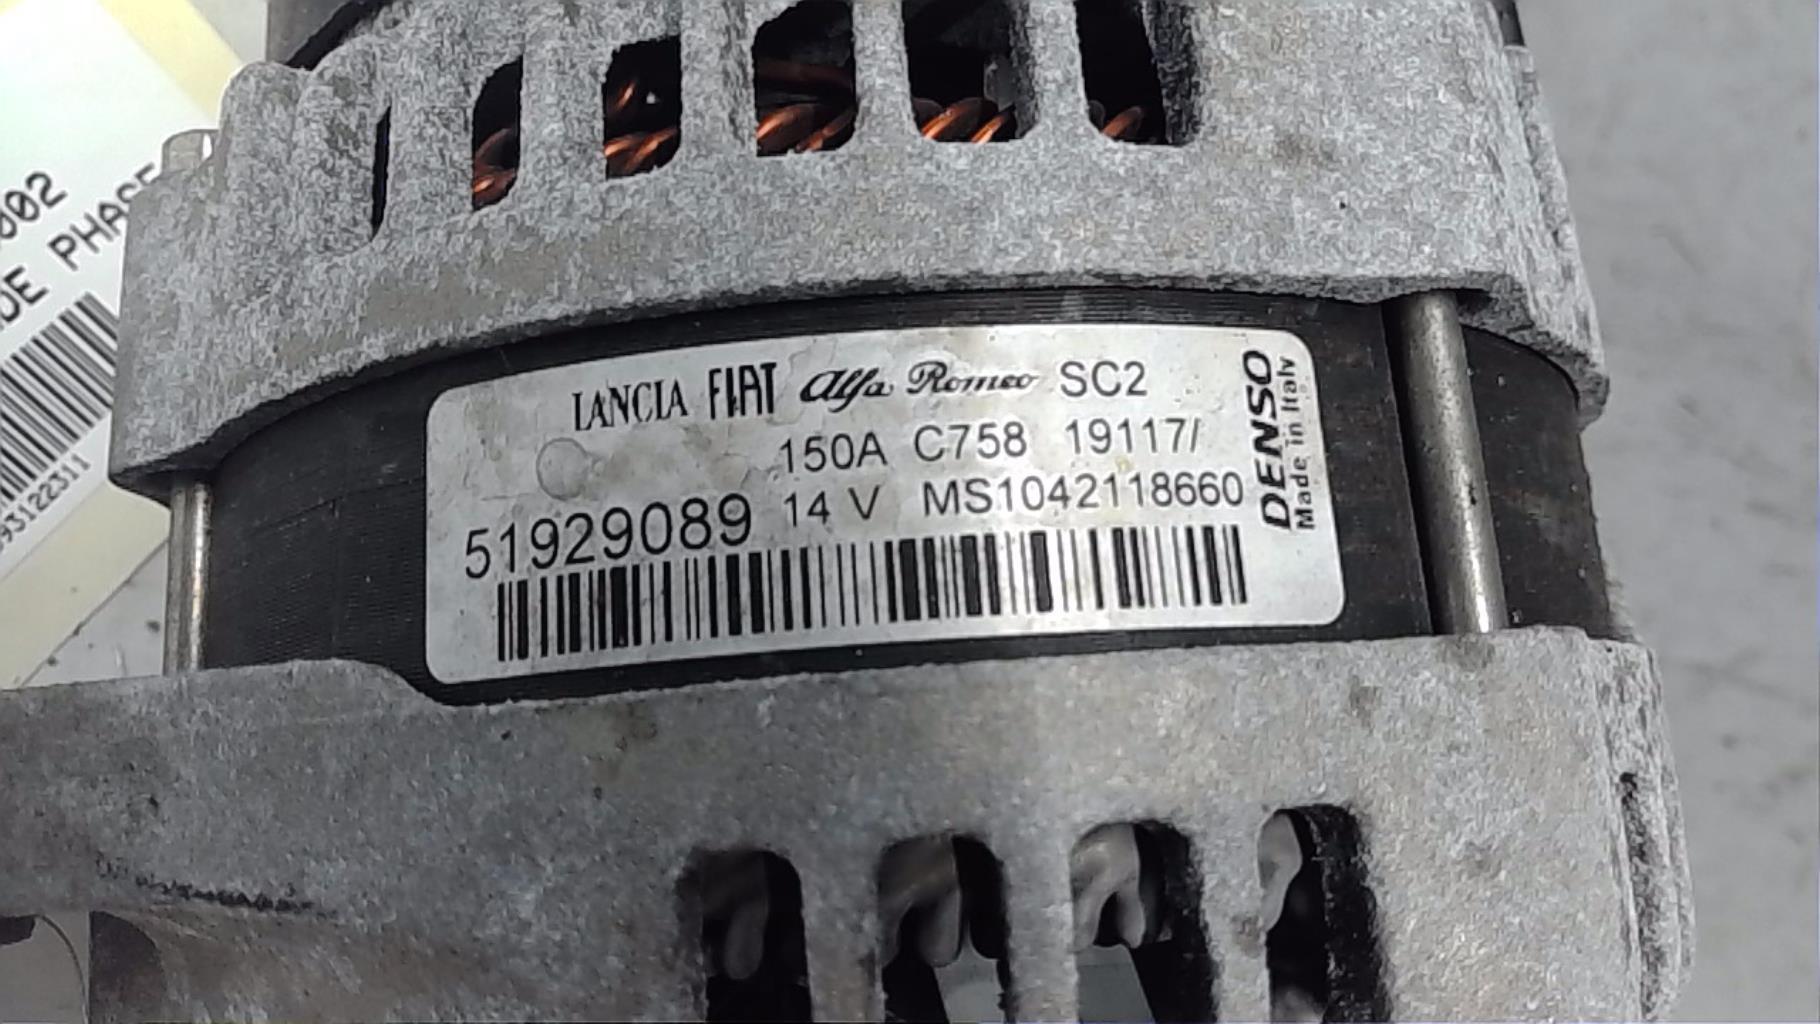 LANCIA FIAT Alfa Romeo SC2
150A C758 19117/
51929089 14 V MS1042118660
DENSO
Made in Italy
002
DE PHASE